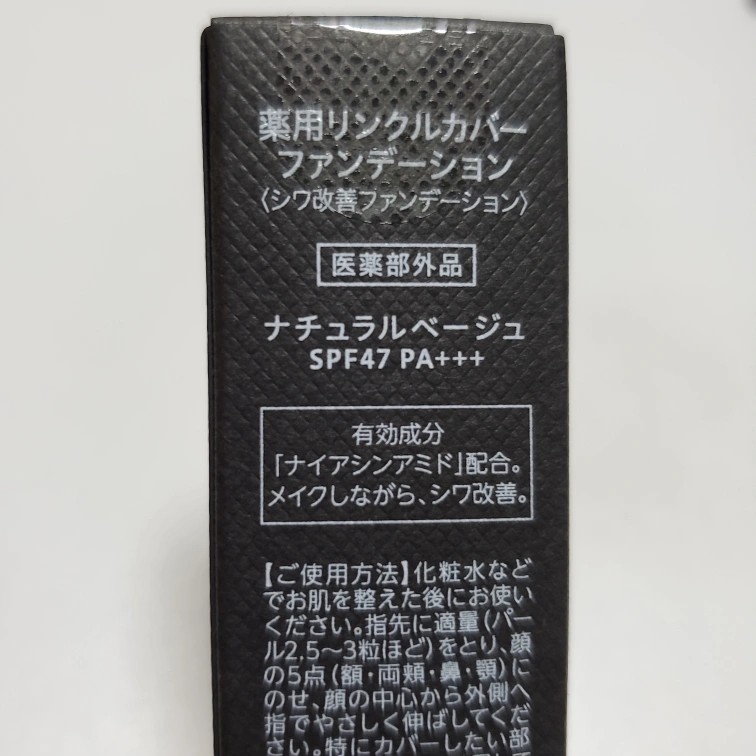 薬用リンクルカバー
ファンデーション
〈シワ改善ファンデーション〉
医薬部外品
ナチュラルベージュ
SPF47 PA+++
有効成分
「ナイアシンアミド」配合。
メイクしながら、シワ改善。
【ご使用方法】化粧水など
でお肌を整えた後にお使い
ください。指先に適量(パー
ル2.5〜3粒ほど)をとり、顔
の5点(額・両頬・鼻・顎)に
のせ、顔の中心から外側へ
指でやさしく伸ばしてくだ
さい。特にカバーしたい部